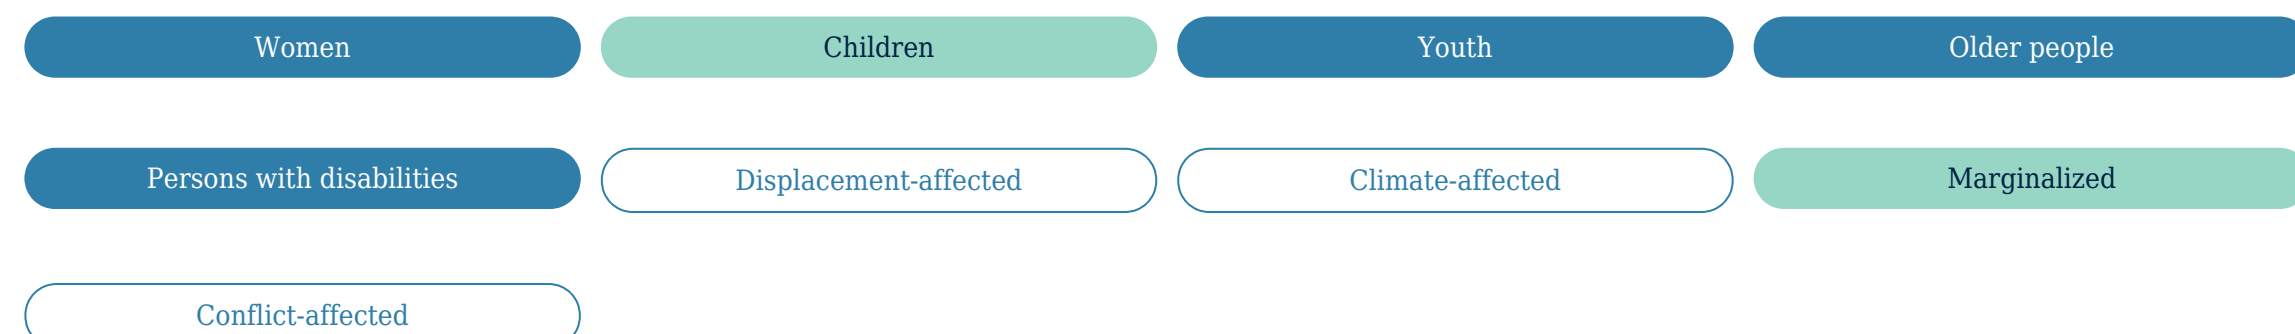 Women
Children
Youth
Older people
Persons with disabilities
Displacement-affected
Climate-affected
Marginalized
Conflict-affected